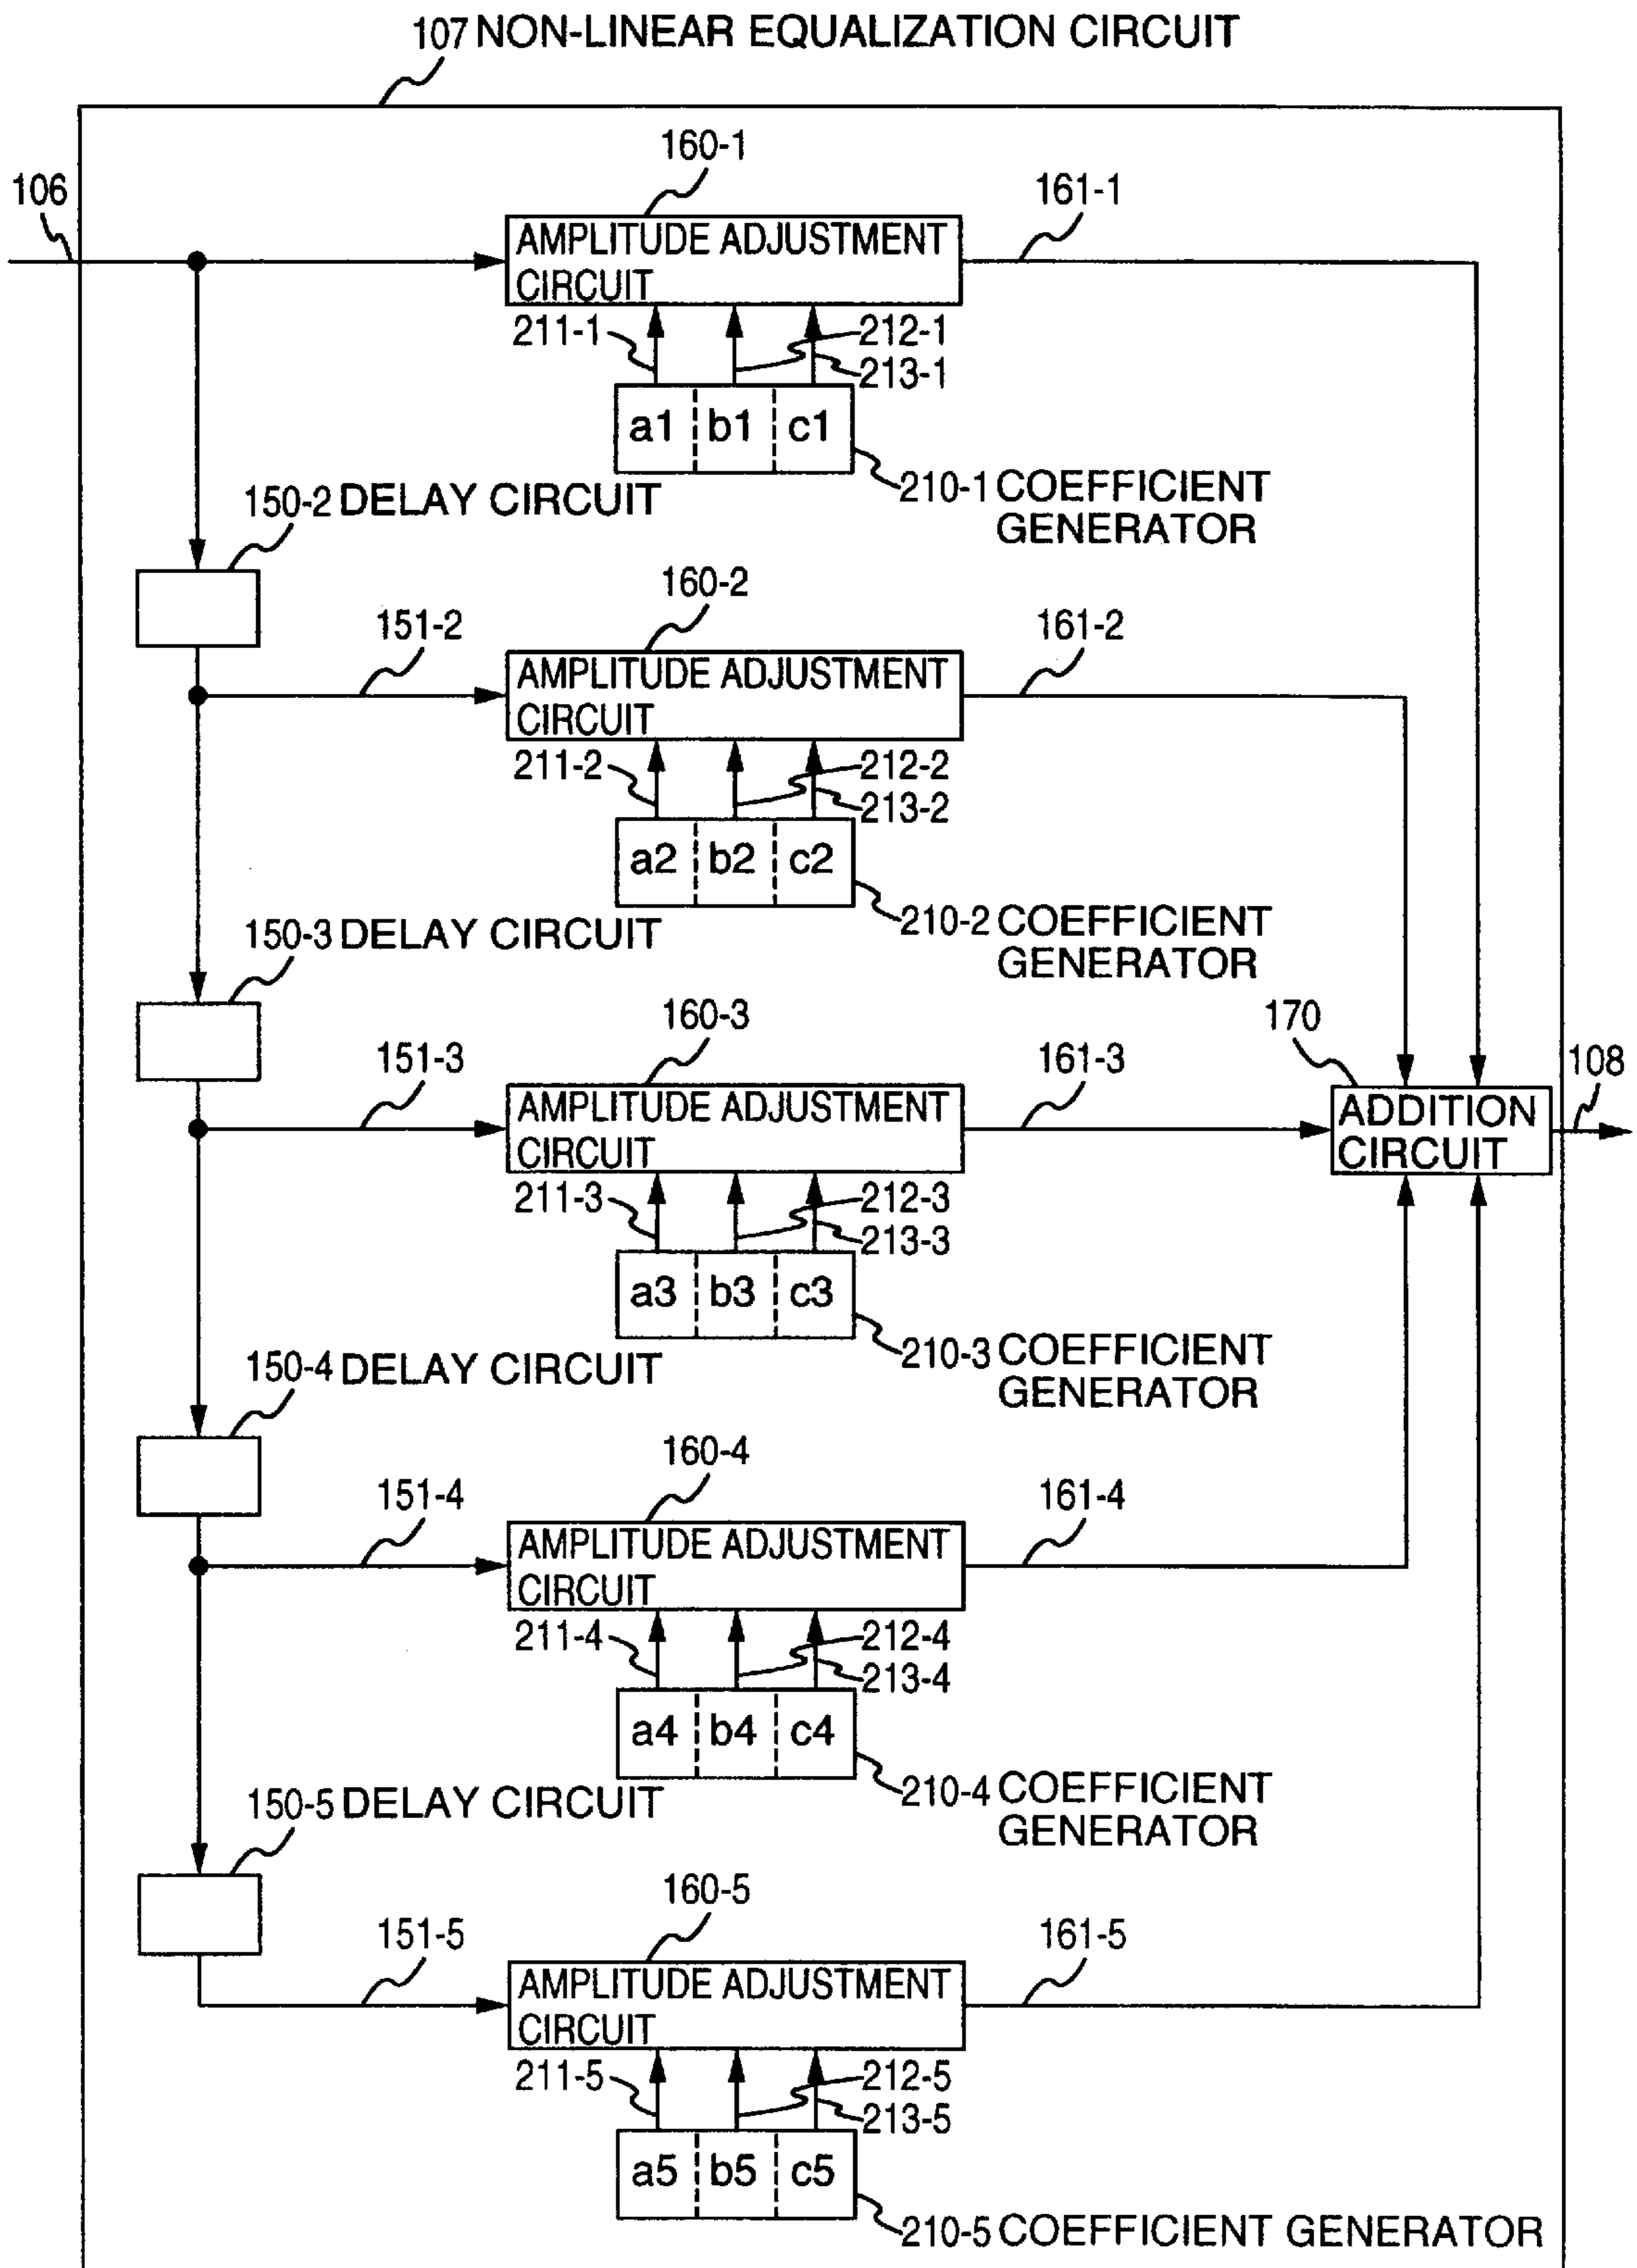 107 NON-LINEAR EQUALIZATION CIRCUIT
160-1
106
161-1
AMPLITUDE ADJUSTMENT
CIRCUIT
211-1
212-1
213-1
a1 b1 c1
210-1 COEFFICIENT
GENERATOR
150-2 DELAY CIRCUIT
160-2
151-2
161-2
AMPLITUDE ADJUSTMENT
CIRCUIT
211-2
212-2
213-2
a2 b2 c2
210-2 COEFFICIENT
GENERATOR
150-3 DELAY CIRCUIT
160-3
170
151-3
161-3
108
AMPLITUDE ADJUSTMENT
CIRCUIT
ADDITION
CIRCUIT
211-3
212-3
213-3
a3 b3 c3
210-3 COEFFICIENT
GENERATOR
150-4 DELAY CIRCUIT
160-4
151-4
161-4
AMPLITUDE ADJUSTMENT
CIRCUIT
211-4
212-4
213-4
a4 b4 c4
210-4 COEFFICIENT
GENERATOR
150-5 DELAY CIRCUIT
160-5
151-5
161-5
AMPLITUDE ADJUSTMENT
CIRCUIT
211-5
212-5
213-5
a5 b5 c5
210-5 COEFFICIENT GENERATOR